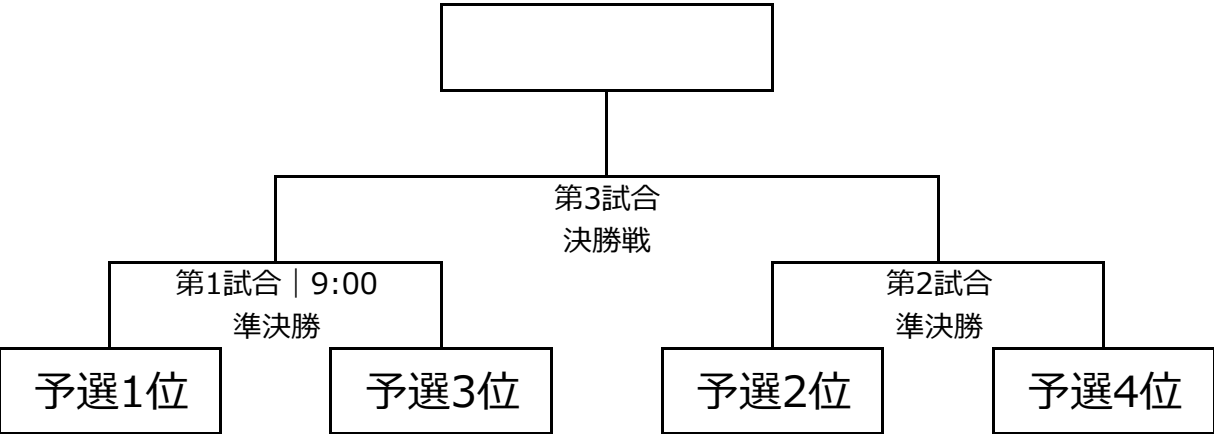 第3試合
決勝戦
第1試合｜9:00
準決勝
第2試合
準決勝
予選1位
予選3位
予選2位
予選4位